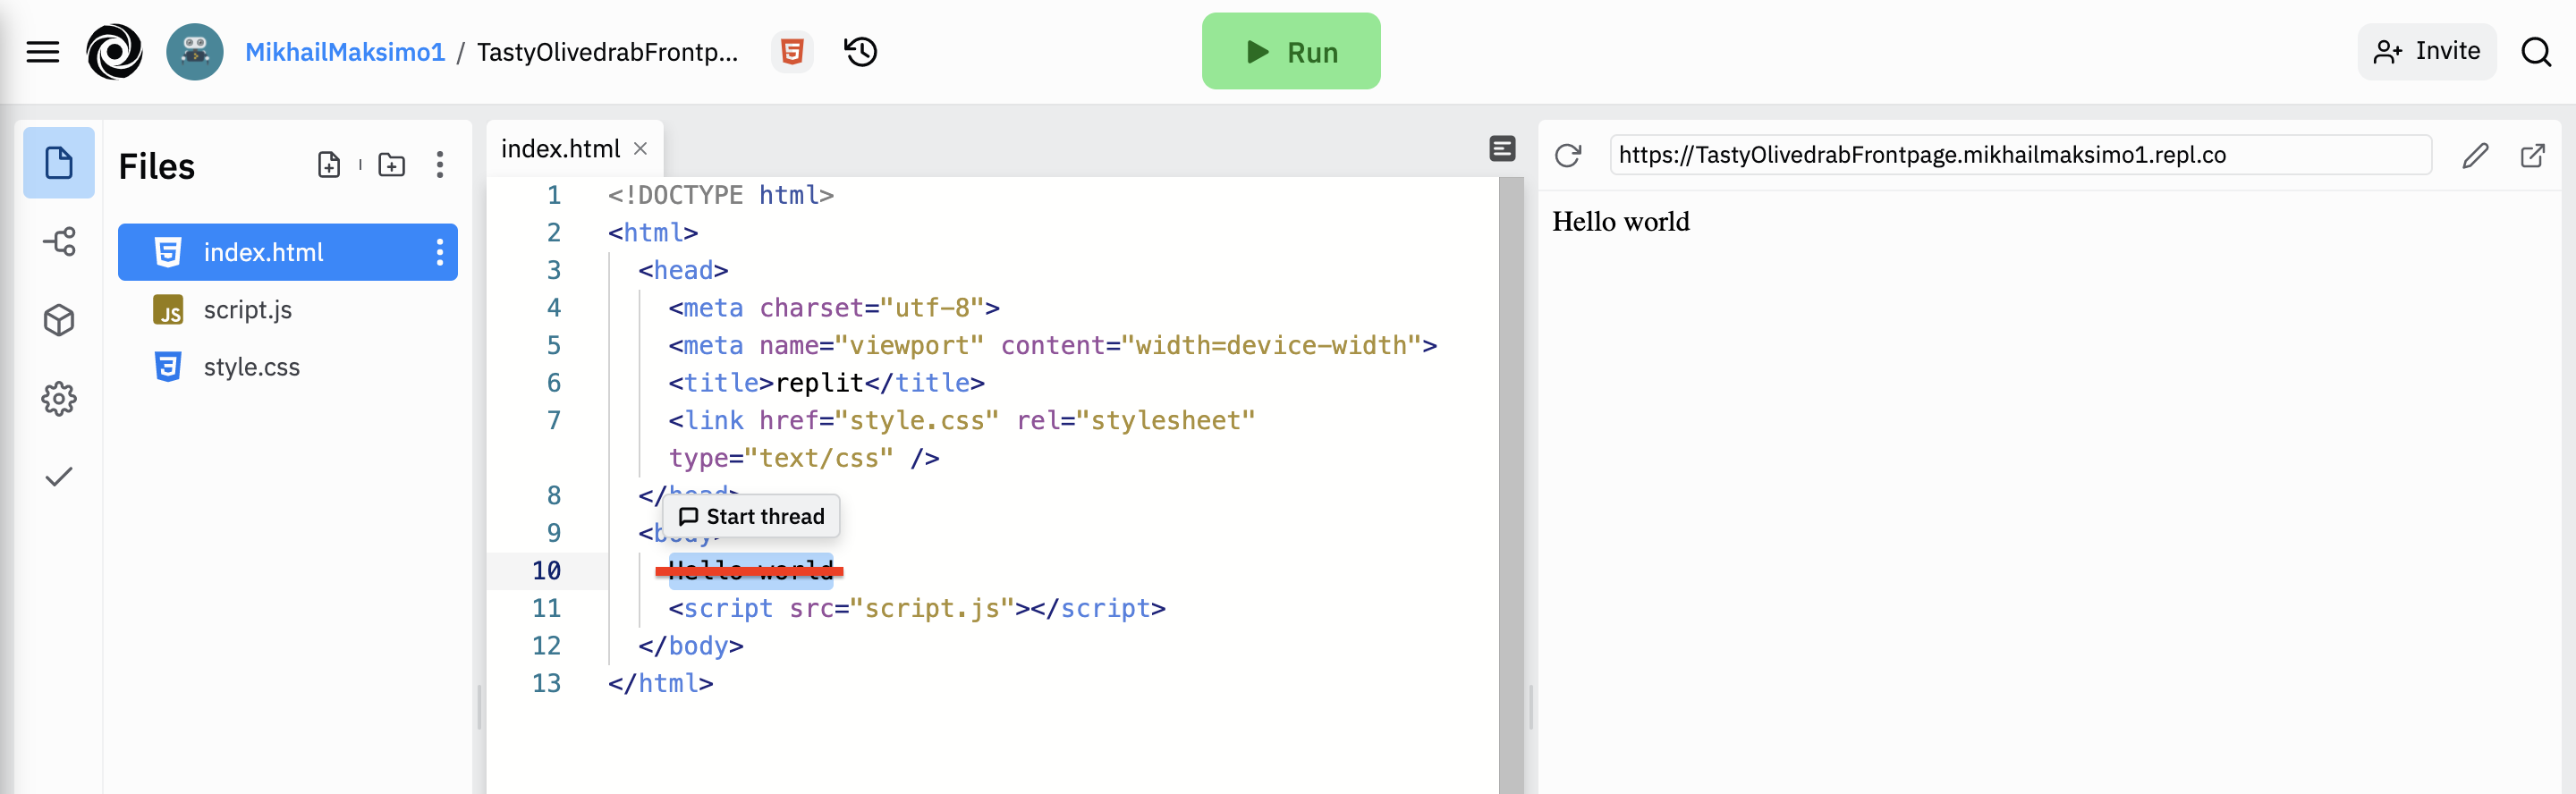 MikhailMaksimo1 / TastyOlivedrabFrontp...
Run
Invite
Files
index.html
script.js
style.css
index.html
1 <!DOCTYPE html>
2 <html>
3 <head>
4 <meta charset="utf-8">
5 <meta name="viewport" content="width=device-width">
6 <title>replit</title>
7 <link href="style.css" rel="stylesheet"
type="text/css" />
8 </head>
Start thread
9 <body>
10 Hello world
11 <script src="script.js"></script>
12 </body>
13 </html>
https://TastyOlivedrabFrontpage.mikhailmaksimo1.repl.co
Hello world